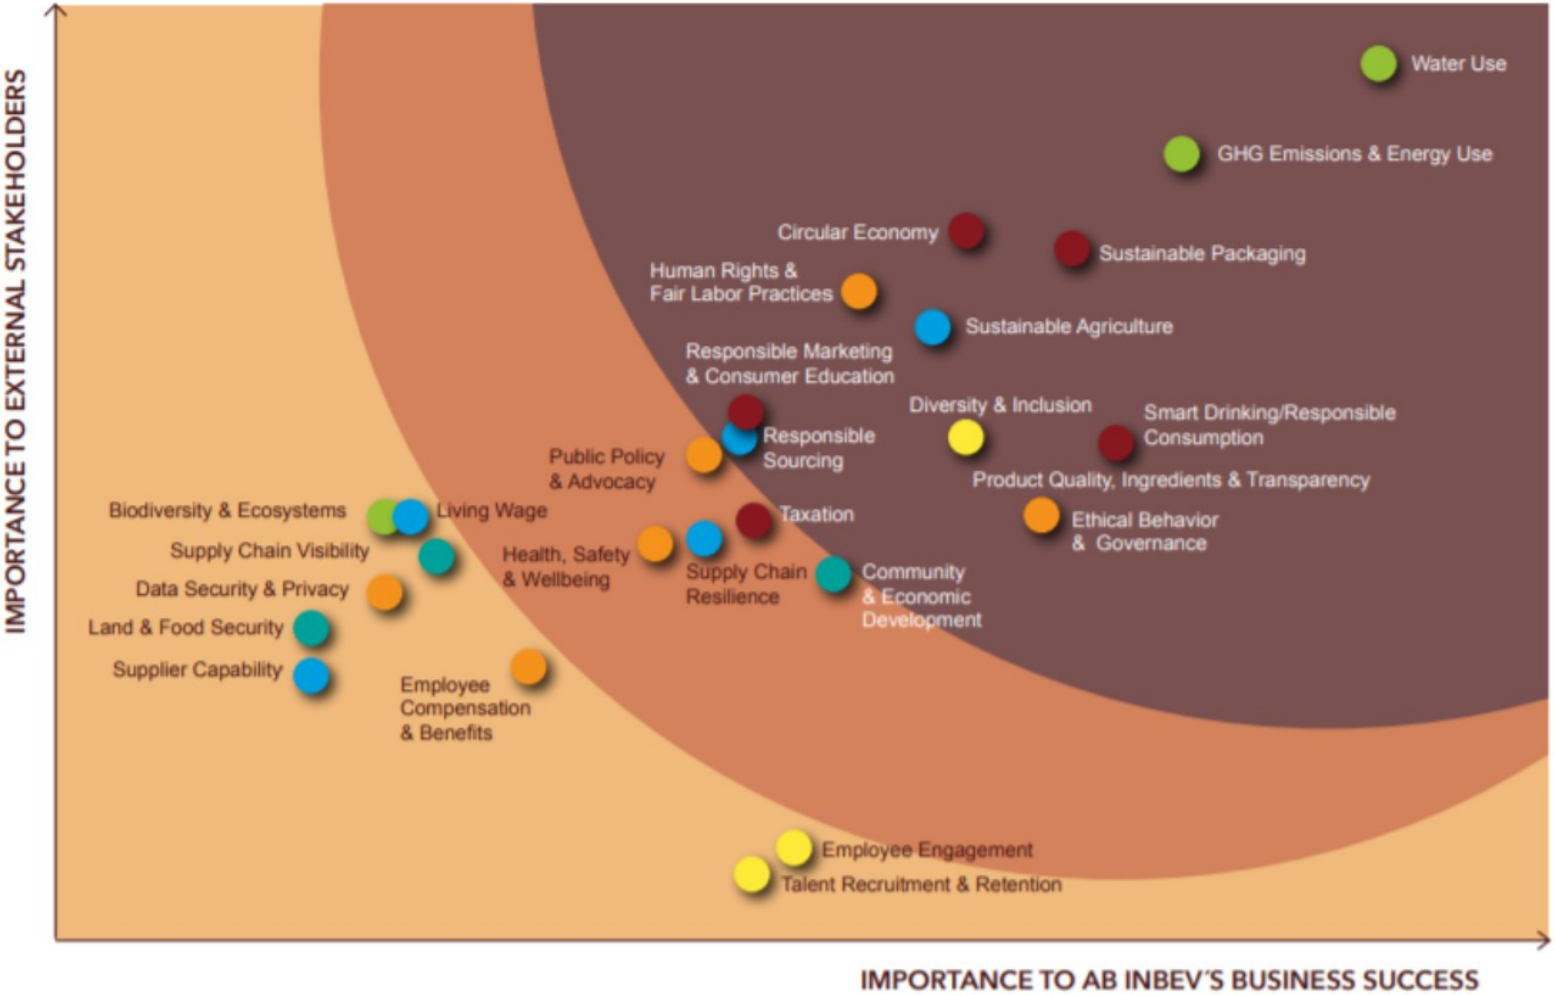 IMPORTANCE TO EXTERNAL STAKEHOLDERS
Water Use
GHG Emissions & Energy Use
Circular Economy
Sustainable Packaging
Human Rights &
Fair Labor Practices
Sustainable Agriculture
Responsible Marketing
& Consumer Education
Diversity & Inclusion
Smart Drinking/Responsible
Consumption
Responsible
Sourcing
Public Policy
& Advocacy
Product Quality, Ingredients & Transparency
Biodiversity & Ecosystems
Living Wage
Taxation
Ethical Behavior
& Governance
Supply Chain Visibility
Health, Safety
& Wellbeing
Supply Chain
Resilience
Community
& Economic
Development
Data Security & Privacy
Land & Food Security
Supplier Capability
Employee
Compensation
& Benefits
Employee Engagement
Talent Recruitment & Retention
IMPORTANCE TO AB INBEV´S BUSINESS SUCCESS